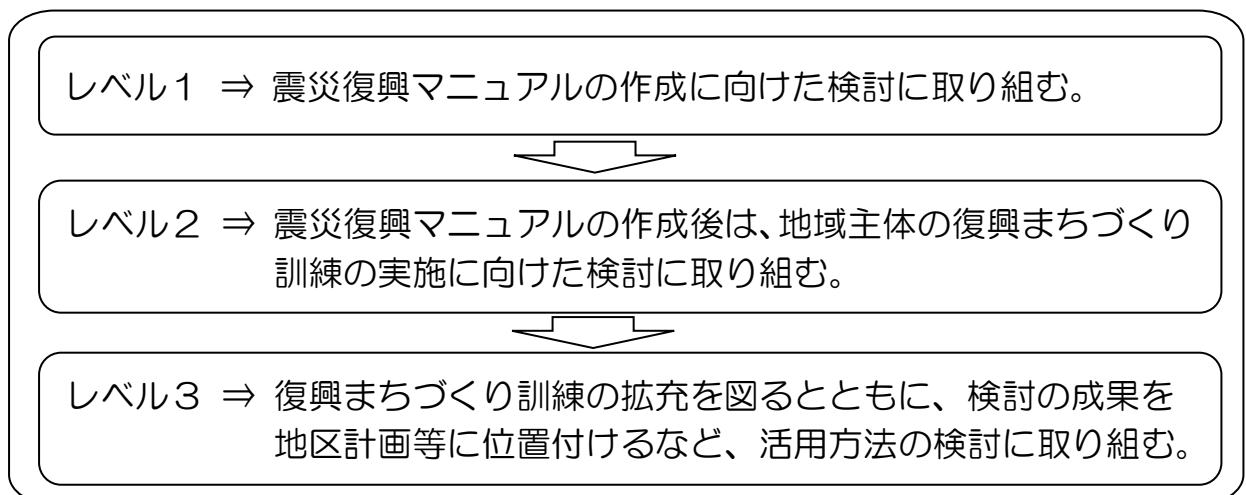 レベル1 ⇒ 震災復興マニュアルの作成に向けた検討に取り組む。
レベル2 ⇒ 震災復興マニュアルの作成後は、地域主体の復興まちづくり
訓練の実施に向けた検討に取り組む。
レベル3 ⇒ 復興まちづくり訓練の拡充を図るとともに、検討の成果を
地区計画等に位置付けるなど、活用方法の検討に取り組む。